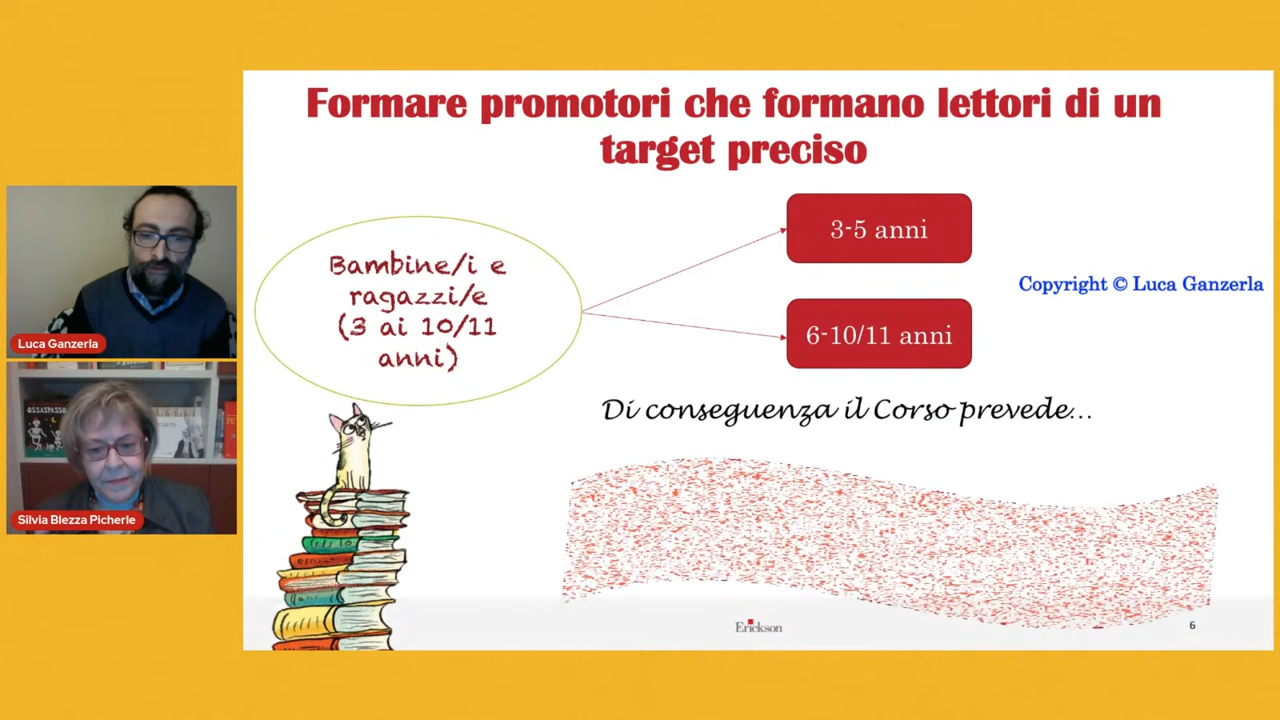 Formare promotori che formano lettori di un
target preciso
Bambine/i e
ragazzi/e
(3 ai 10/11
anni)
3-5 anni
6-10/11 anni
Copyright © Luca Ganzerla
Di conseguenza il Corso prevede...
Luca Ganzerla
OSSASPASSO
Silvia Blezza Picherle
Erickson
6